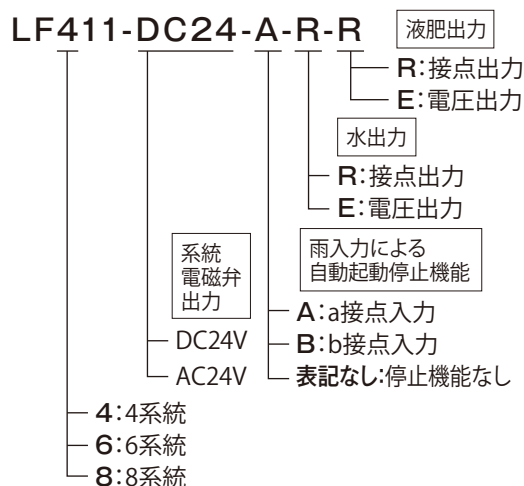 LF411-DC24-A-R-R
液肥出力
R:接点出力
E:電圧出力
水出力
R:接点出力
E:電圧出力
雨入力による
自動起動停止機能
A:a接点入力
B:b接点入力
表記なし:停止機能なし
系統
電磁弁
出力
DC24V
AC24V
4:4系統
6:6系統
8:8系統